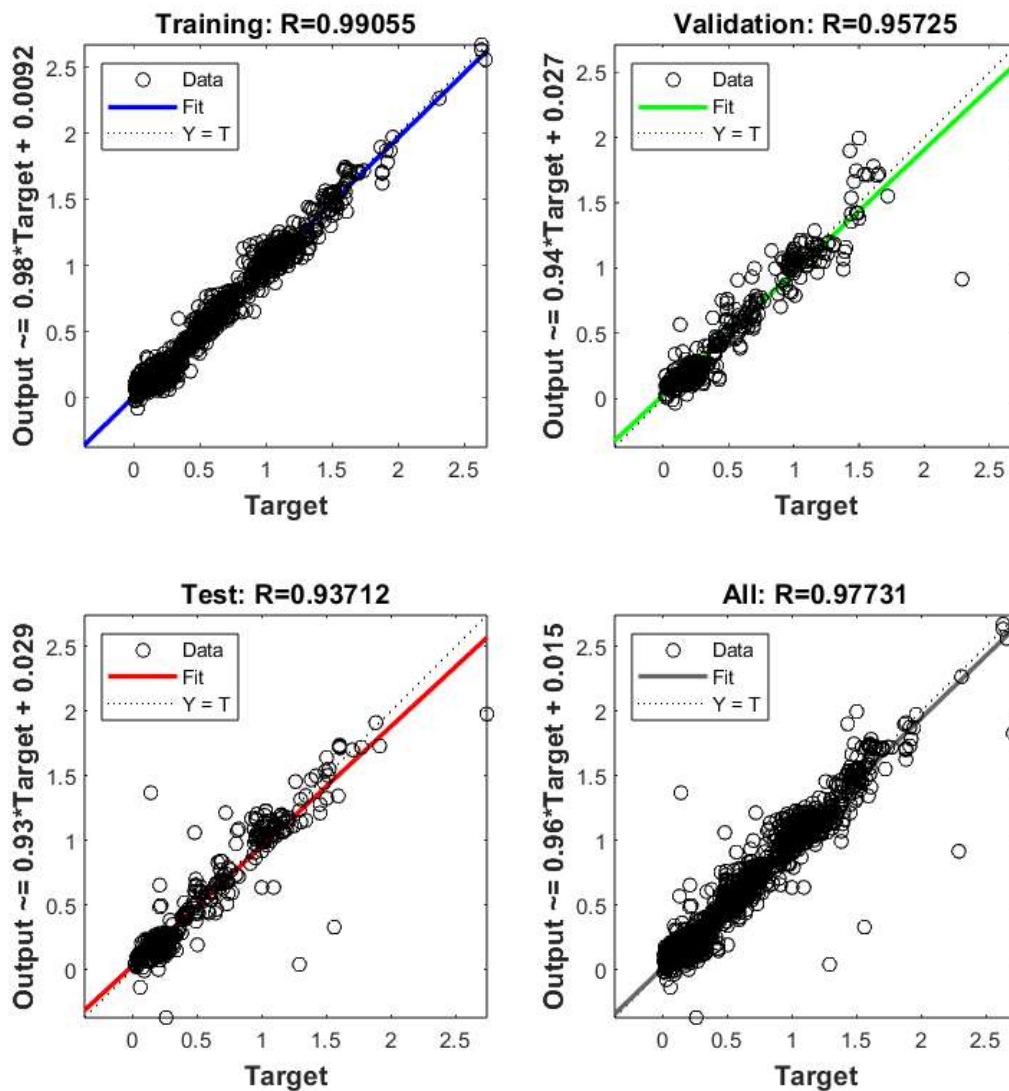 Training: R=0.99055
Output ~= 0.98*Target + 0.0092
Data
Fit
Y = T
2.5
2
1.5
1
0.5
0
0 0.5 1 1.5 2 2.5
Target
Validation: R=0.95725
Output ~= 0.94*Target + 0.027
Data
Fit
Y = T
2.5
2
1.5
1
0.5
0
0 0.5 1 1.5 2 2.5
Target
Test: R=0.93712
Output ~= 0.93*Target + 0.029
Data
Fit
Y = T
2.5
2
1.5
1
0.5
0
0 0.5 1 1.5 2 2.5
Target
All: R=0.97731
Output ~= 0.96*Target + 0.015
Data
Fit
Y = T
2.5
2
1.5
1
0.5
0
0 0.5 1 1.5 2 2.5
Target